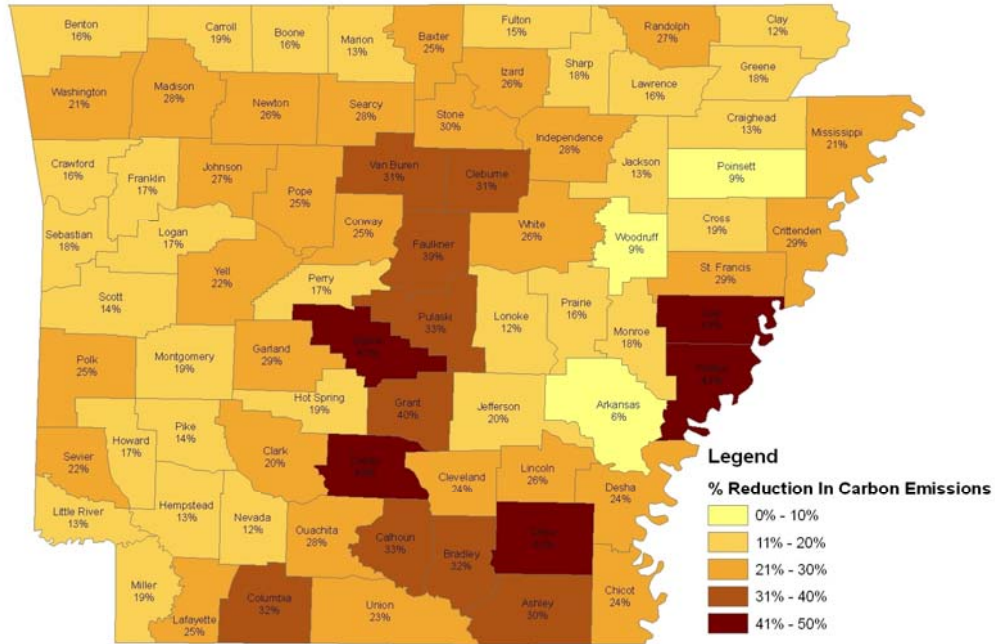 Benton
16%
Carroll
19%
Boone
16%
Marion
13%
Baxter
25%
Fulton
15%
Randolph
27%
Clay
12%
Washington
21%
Madison
28%
Newton
26%
Searcy
28%
Stone
30%
Izard
26%
Sharp
18%
Lawrence
16%
Greene
18%
Craighead
13%
Mississippi
21%
Crawford
16%
Franklin
17%
Johnson
27%
Pope
25%
Van Buren
31%
Cleburne
31%
Independence
28%
Jackson
13%
Poinsett
9%
Sebastian
18%
Logan
17%
Conway
25%
Faulkner
39%
White
26%
Woodruff
9%
Cross
19%
Crittenden
29%
Scott
14%
Yell
22%
Perry
17%
Pulaski
33%
Lonoke
12%
Prairie
16%
Monroe
18%
St. Francis
29%
Polk
25%
Montgomery
19%
Garland
29%
Hot Spring
19%
Grant
40%
Jefferson
20%
Arkansas
6%
Sevier
22%
Howard
17%
Pike
14%
Clark
20%
Cleveland
24%
Lincoln
26%
Desha
24%
Little River
13%
Hempstead
13%
Nevada
12%
Ouachita
28%
Calhoun
33%
Bradley
32%
Miller
19%
Lafayette
25%
Columbia
32%
Union
23%
Ashley
30%
Chicot
24%
Legend
% Reduction In Carbon Emissions
0% - 10%
11% - 20%
21% - 30%
31% - 40%
41% - 50%